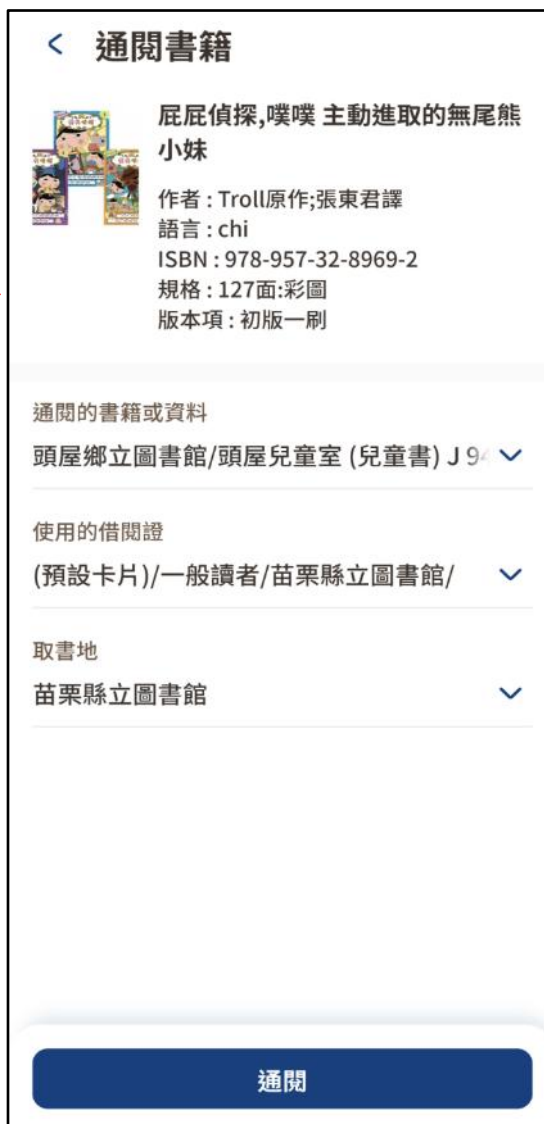 通閱書籍
屁屁偵探,噗噗 主動進取的無尾熊
小妹
作者 : Troll原作;張東君譯
語言 : chi
ISBN : 978-957-32-8969-2
規格 : 127面:彩圖
版本項 : 初版一刷
通閱的書籍或資料
頭屋鄉立圖書館/頭屋兒童室 (兒童書) J 94
使用的借閱證
(預設卡片)/一般讀者/苗栗縣立圖書館/
取書地
苗栗縣立圖書館
通閱